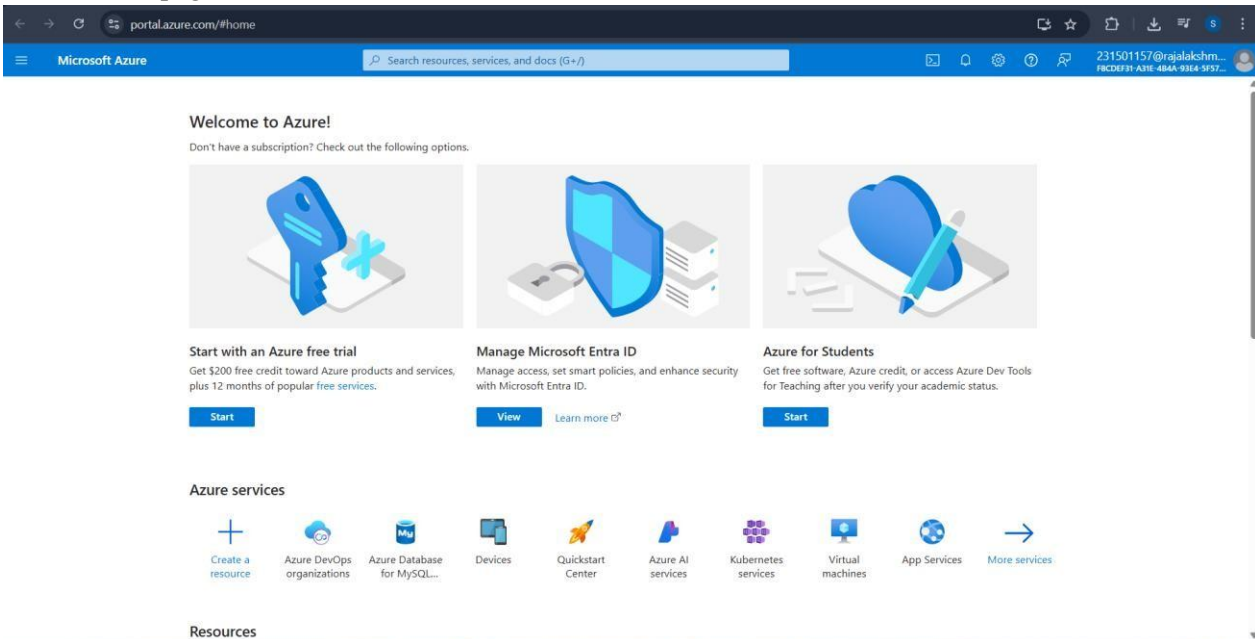 portal.azure.com/#home
S
Microsoft Azure
Search resources, services, and docs (G+/)
231501157@rajalakshm...
F8CDEF31-A31E-4B4A-93E4-5F57...
Welcome to Azure!
Don't have a subscription? Check out the following options.
Start with an Azure free trial
Get $200 free credit toward Azure products and services,
plus 12 months of popular free services.
Start
Manage Microsoft Entra ID
Manage access, set smart policies, and enhance security
with Microsoft Entra ID.
View
Learn more
Azure for Students
Get free software, Azure credit, or access Azure Dev Tools
for Teaching after you verify your academic status.
Start
Azure services
My
Create a
resource
Azure DevOps
organizations
Azure Database
for MySQL...
Devices
Quickstart
Center
Azure AI
services
Kubernetes
services
Virtual
machines
App Services
More services
Resources